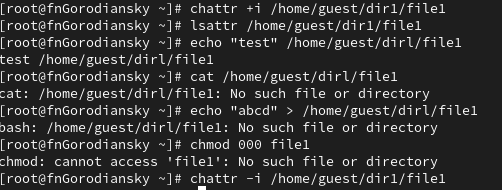 [root@fnGorodiansky ~]# chattr +i /home/guest/dir1/file1
[root@fnGorodiansky ~]# lsattr /home/guest/dir1/file1
[root@fnGorodiansky ~]# echo "test" /home/guest/dirl/file1
test /home/guest/dirl/file1
[root@fnGorodiansky ~]# cat /home/guest/dirl/file1
cat: /home/guest/dirl/file1: No such file or directory
[root@fnGorodiansky ~]# echo "abcd" > /home/guest/dirl/file1
bash: /home/guest/dirl/file1: No such file or directory
[root@fnGorodiansky ~]# chmod 000 file1
chmod: cannot access 'file1': No such file or directory
[root@fnGorodiansky ~]# chattr -i /home/guest/dir1/file1